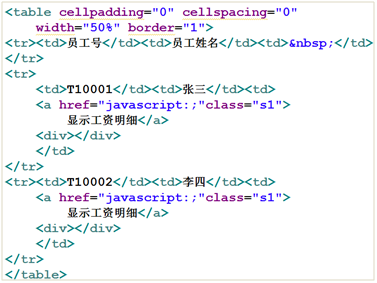 <table cellpadding="0" cellspacing="0"
width="50%" border="1">
<tr><td>员工号</td><td>员工姓名</td><td>&nbsp;</td>
</tr>
<tr>
<td>T10001</td><td>张三</td><td>
<a href="javascript:;"class="s1">
显示工资明细</a>
<div></div>
</td>
</tr>
<tr><td>T10002</td><td>李四</td><td>
<a href="javascript:;"class="s1">
显示工资明细</a>
<div></div>
</td>
</tr>
</table>